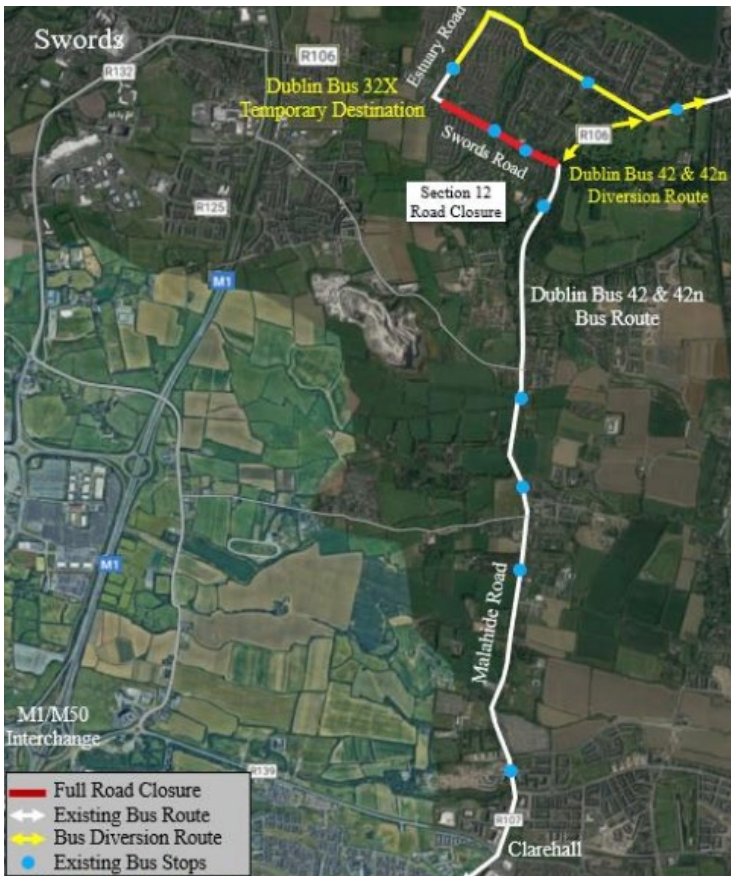 Swords
R132
R106
Dublin Bus 32X
Temporary Destination
Estuary Road
Swords Road
R106
Dublin Bus 42 & 42n
Diversion Route
Section 12
Road Closure
R125
M1
Dublin Bus 42 & 42n
Bus Route
M1
Malahide Road
M1/M50
Interchange
R139
R107
Clarehall
Full Road Closure
Existing Bus Route
Bus Diversion Route
Existing Bus Stops